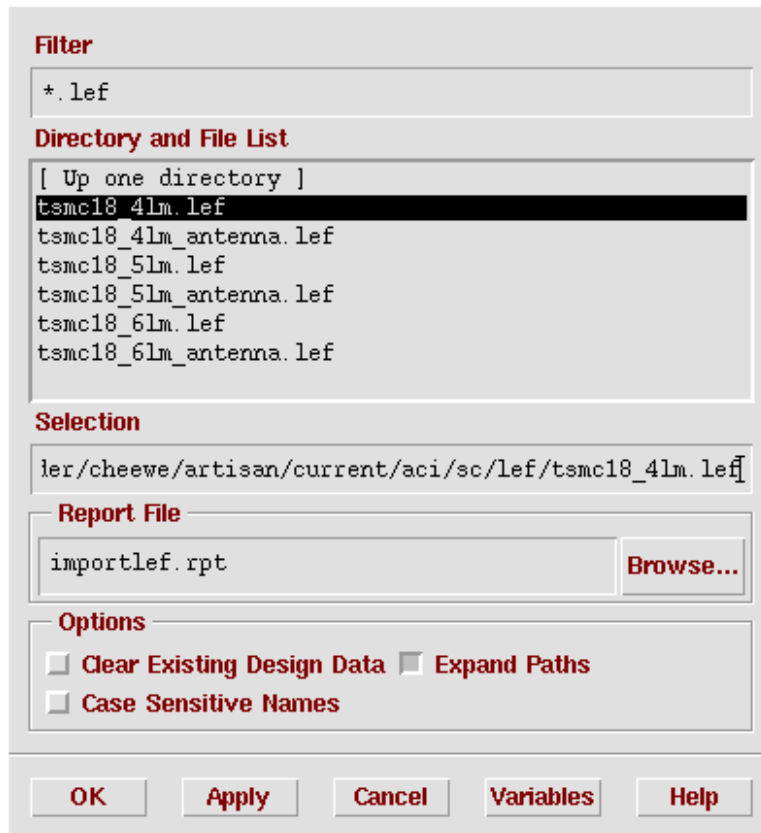 Filter
*.lef
Directory and File List
[ Up one directory ]
tsmc18_4lm.lef
tsmc18_4lm_antenna.lef
tsmc18_5lm.lef
tsmc18_5lm_antenna.lef
tsmc18_6lm.lef
tsmc18_6lm_antenna.lef
Selection
ler/cheewe/artisan/current/aci/sc/lef/tsmc18_4lm.lef
Report File
importlef.rpt Browse...
Options
Clear Existing Design Data Expand Paths
Case Sensitive Names
OK Apply Cancel Variables Help